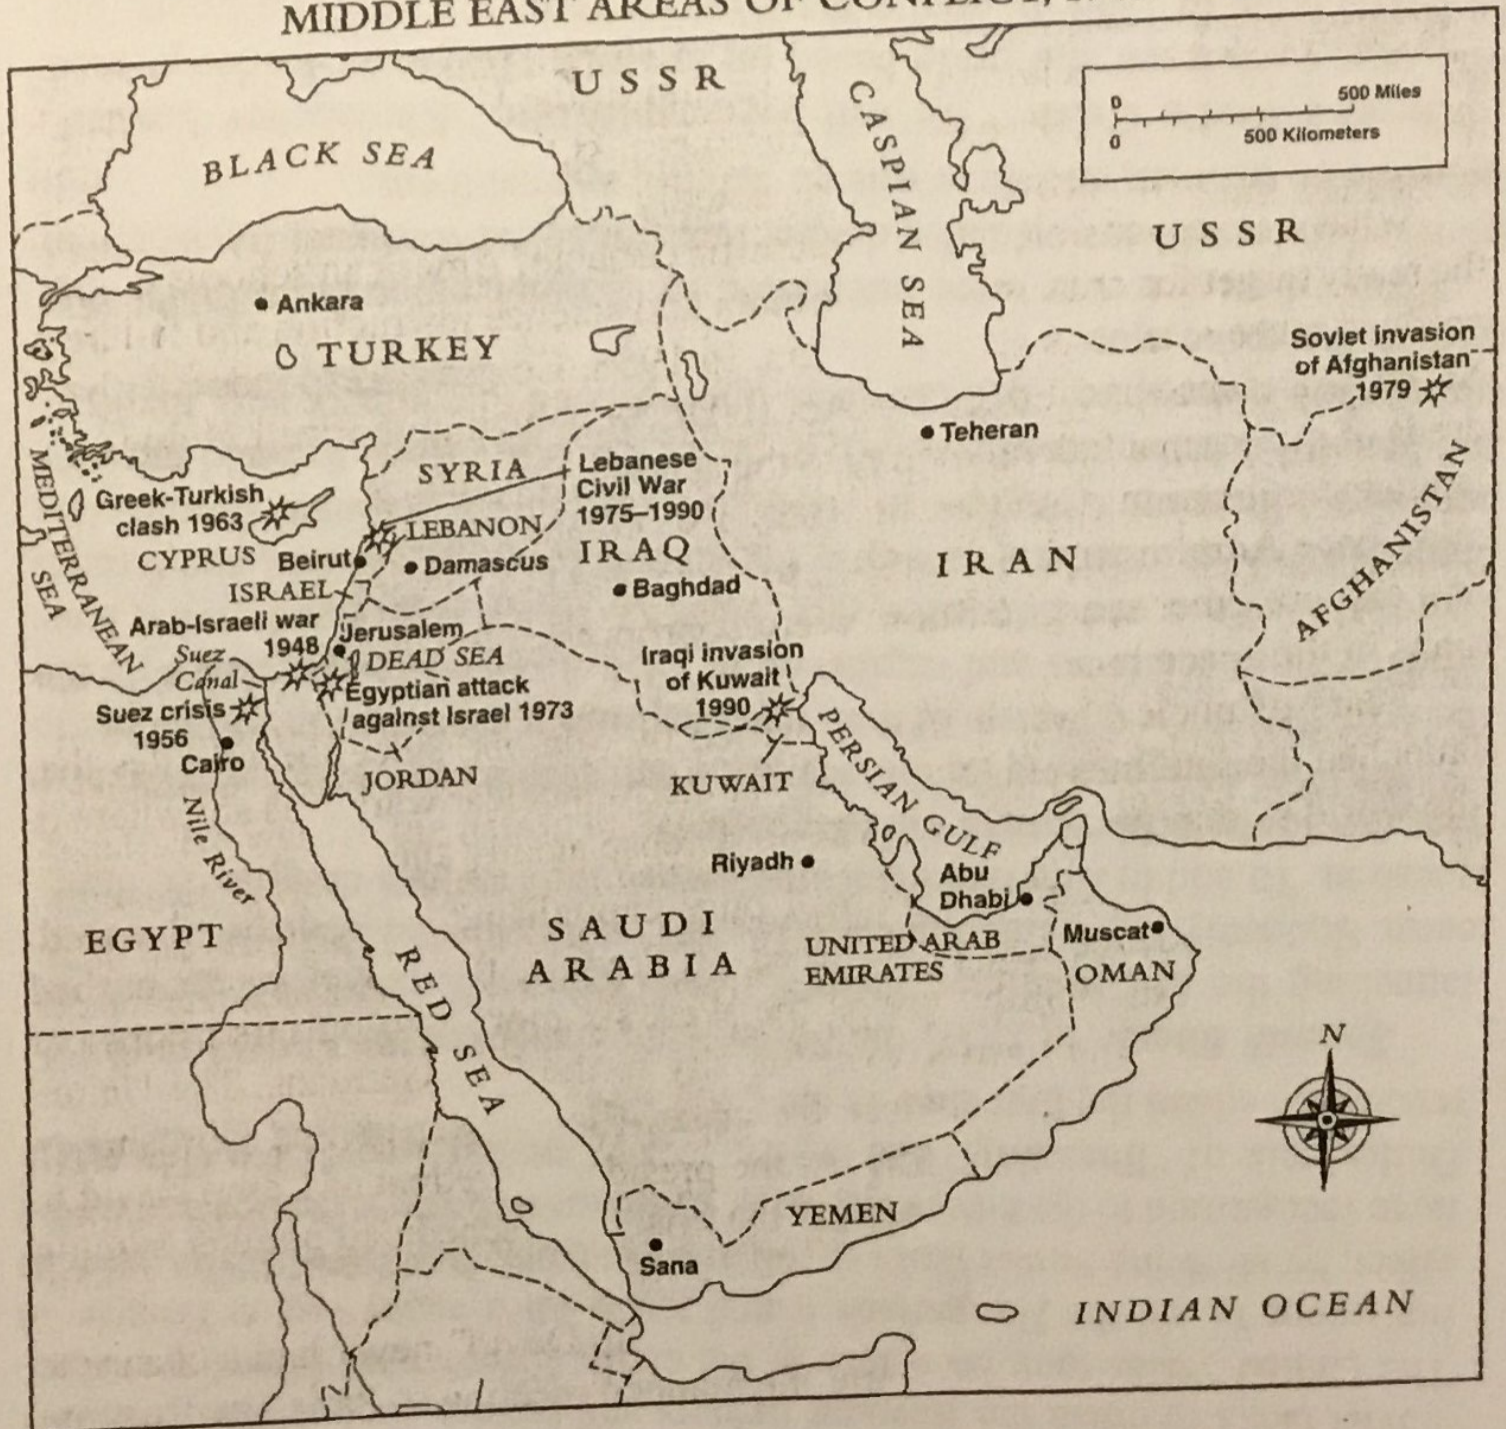 MIDDLE EAST AREAS OF CONFLICT,
USSR
0
500 Miles
0
500 Kilometers
BLACK SEA
CASPIAN SEA
USSR
Ankara
TURKEY
Soviet invasion
of Afghanistan
1979
Teheran
MEDITERRANEAN
SEA
SYRIA
Lebanese
Civil War
1975–1990
Greek-Turkish
clash 1963
LEBANON
CYPRUS
Beirut
Damascus
IRAQ
Baghdad
IRAN
AFGHANISTAN
ISRAEL
Arab-Israeli war
1948
Jerusalem
DEAD SEA
Suez
Canal
Egyptian attack
against Israel 1973
Iraqi invasion
of Kuwait
1990
Suez crisis
1956
Cairo
JORDAN
KUWAIT
PERSIAN GULF
Nile River
Riyadh
Abu
Dhabi
EGYPT
SAUDI
ARABIA
UNITED ARAB
EMIRATES
Muscat
OMAN
RED SEA
N
YEMEN
Sana
INDIAN OCEAN